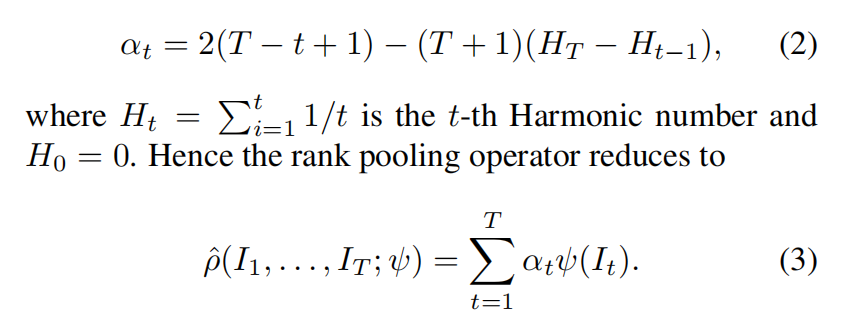 α_t = 2(T − t + 1) − (T + 1)(H_T − H_{t−1}), (2)
where H_t = ∑_{i=1}^{t} 1/t is the t-th Harmonic number and
H_0 = 0. Hence the rank pooling operator reduces to
ρ̂(I_1, . . . , I_T; ψ) = ∑_{t=1}^{T} α_t ψ(I_t). (3)